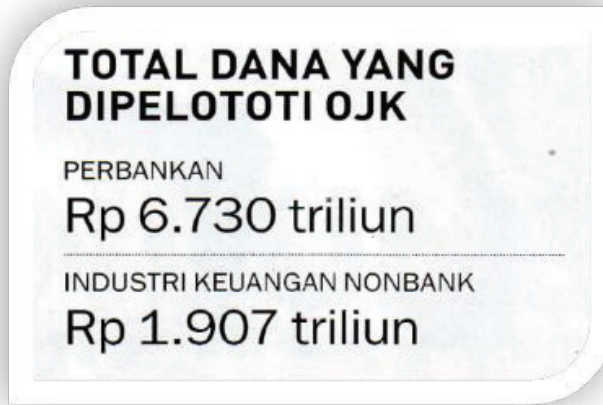 TOTAL DANA YANG
DIPELOTOTI OJK
PERBANKAN
Rp 6.730 triliun
INDUSTRI KEUANGAN NONBANK
Rp 1.907 triliun